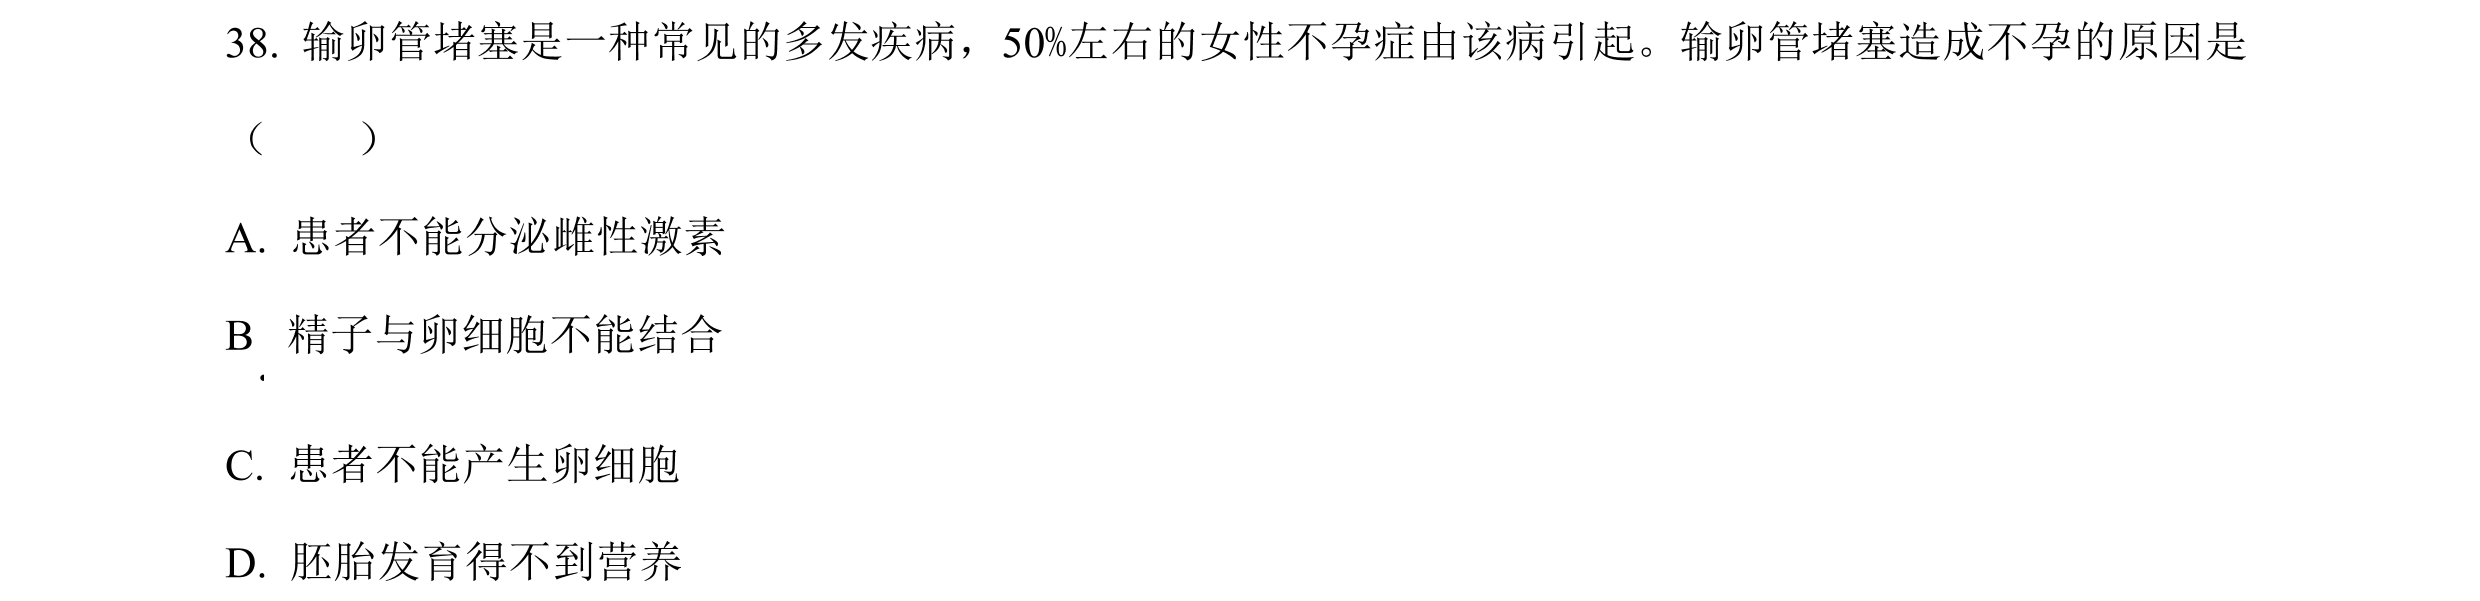 38. 输卵管堵塞是一种常见的多发疾病，50%左右的女性不孕症由该病引起。输卵管堵塞造成不孕的原因是
（　　）
A. 患者不能分泌雌性激素
B. 精子与卵细胞不能结合
C. 患者不能产生卵细胞
D. 胚胎发育得不到营养